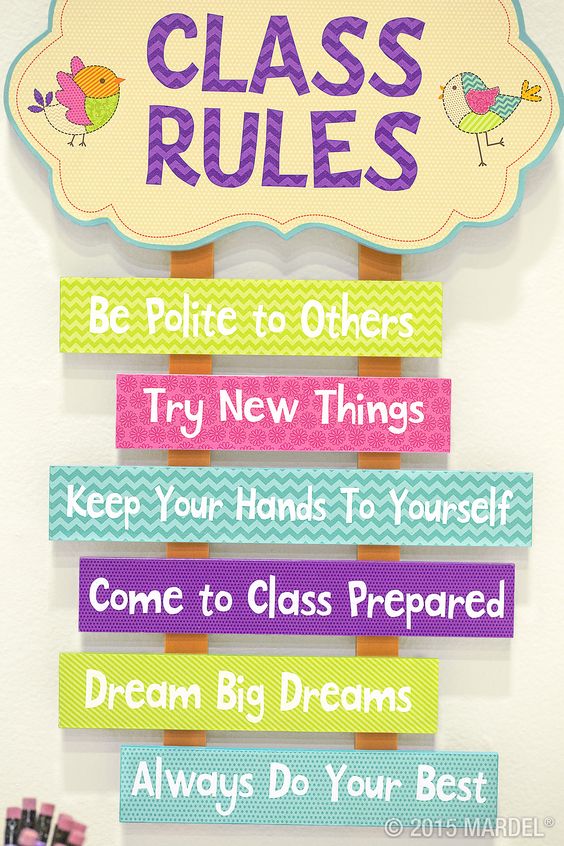 CLASS
RULES
Be Polite to Others
Try New Things
Keep Your Hands To Yourself
Come to Class Prepared
Dream Big Dreams
Always Do Your Best
© 2015 MARDEL®